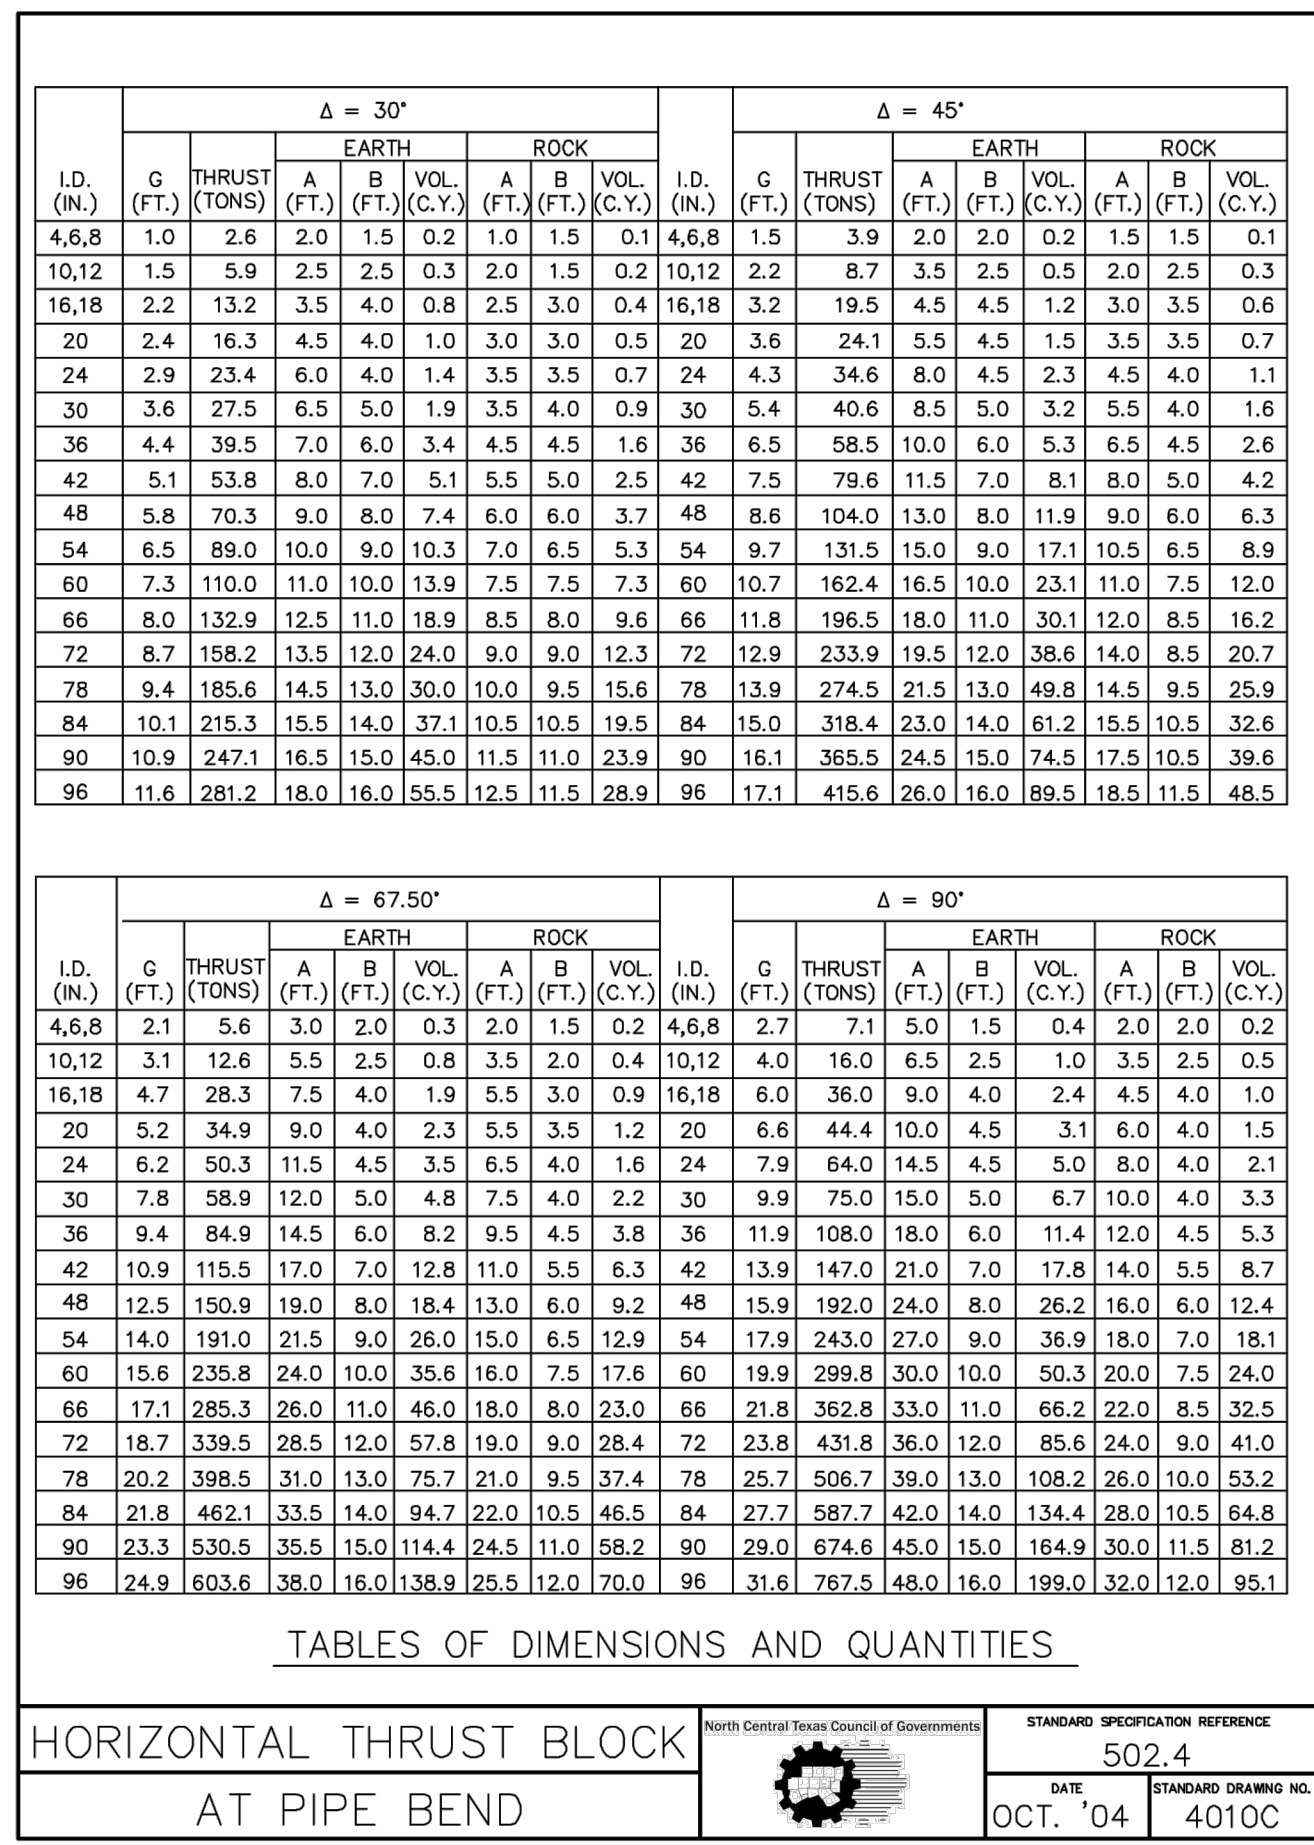 Δ = 30° Δ = 45°
EARTH ROCK EARTH ROCK
I.D. G THRUST A B VOL. A B VOL. I.D. G THRUST A B VOL. A B VOL.
(IN.) (FT.) (TONS) (FT.) (FT.) (C.Y.) (FT.) (FT.) (C.Y.) (IN.) (FT.) (TONS) (FT.) (FT.) (C.Y.) (FT.) (FT.) (C.Y.)
4,6,8 1.0 2.6 2.0 1.5 0.2 1.0 1.5 0.1 4,6,8 1.5 3.9 2.0 2.0 0.2 1.5 1.5 0.1
10,12 1.5 5.9 2.5 2.5 0.3 2.0 1.5 0.2 10,12 2.2 8.7 3.5 2.5 0.5 2.0 2.5 0.3
16,18 2.2 13.2 3.5 4.0 0.8 2.5 3.0 0.4 16,18 3.2 19.5 4.5 4.5 1.2 3.0 3.5 0.6
20 2.4 16.3 4.5 4.0 1.0 3.0 3.0 0.5 20 3.6 24.1 5.5 4.5 1.5 3.5 3.5 0.7
24 2.9 23.4 6.0 4.0 1.4 3.5 3.5 0.7 24 4.3 34.6 8.0 4.5 2.3 4.5 4.0 1.1
30 3.6 27.5 6.5 5.0 1.9 3.5 4.0 0.9 30 5.4 40.6 8.5 5.0 3.2 5.5 4.0 1.6
36 4.4 39.5 7.0 6.0 3.4 4.5 4.5 1.6 36 6.5 58.5 10.0 6.0 5.3 6.5 4.5 2.6
42 5.1 53.8 8.0 7.0 5.1 5.5 5.0 2.5 42 7.5 79.6 11.5 7.0 8.1 8.0 5.0 4.2
48 5.8 70.3 9.0 8.0 7.4 6.0 6.0 3.7 48 8.6 104.0 13.0 8.0 11.9 9.0 6.0 6.3
54 6.5 89.0 10.0 9.0 10.3 7.0 6.5 5.3 54 9.7 131.5 15.0 9.0 17.1 10.5 6.5 8.9
60 7.3 110.0 11.0 10.0 13.9 7.5 7.5 7.3 60 10.7 162.4 16.5 10.0 23.1 11.0 7.5 12.0
66 8.0 132.9 12.5 11.0 18.9 8.5 8.0 9.6 66 11.8 196.5 18.0 11.0 30.1 12.0 8.5 16.2
72 8.7 158.2 13.5 12.0 24.0 9.0 9.0 12.3 72 12.9 233.9 19.5 12.0 38.6 14.0 8.5 20.7
78 9.4 185.6 14.5 13.0 30.0 10.0 9.5 15.6 78 13.9 274.5 21.5 13.0 49.8 14.5 9.5 25.9
84 10.1 215.3 15.5 14.0 37.1 10.5 10.5 19.5 84 15.0 318.4 23.0 14.0 61.2 15.5 10.5 32.6
90 10.9 247.1 16.5 15.0 45.0 11.5 11.0 23.9 90 16.1 365.5 24.5 15.0 74.5 17.5 10.5 39.6
96 11.6 281.2 18.0 16.0 55.5 12.5 11.5 28.9 96 17.1 415.6 26.0 16.0 89.5 18.5 11.5 48.5
Δ = 67.50° Δ = 90°
EARTH ROCK EARTH ROCK
I.D. G THRUST A B VOL. A B VOL. I.D. G THRUST A B VOL. A B VOL.
(IN.) (FT.) (TONS) (FT.) (FT.) (C.Y.) (FT.) (FT.) (C.Y.) (IN.) (FT.) (TONS) (FT.) (FT.) (C.Y.) (FT.) (FT.) (C.Y.)
4,6,8 2.1 5.6 3.0 2.0 0.3 2.0 1.5 0.2 4,6,8 2.7 7.1 5.0 1.5 0.4 2.0 2.0 0.2
10,12 3.1 12.6 5.5 2.5 0.8 3.5 2.0 0.4 10,12 4.0 16.0 6.5 2.5 1.0 3.5 2.5 0.5
16,18 4.7 28.3 7.5 4.0 1.9 5.5 3.0 0.9 16,18 6.0 36.0 9.0 4.0 2.4 4.5 4.0 1.0
20 5.2 34.9 9.0 4.0 2.3 5.5 3.5 1.2 20 6.6 44.4 10.0 4.5 3.1 6.0 4.0 1.5
24 6.2 50.3 11.5 4.5 3.5 6.5 4.0 1.6 24 7.9 64.0 14.5 4.5 5.0 8.0 4.0 2.1
30 7.8 58.9 12.0 5.0 4.8 7.5 4.0 2.2 30 9.9 75.0 15.0 5.0 6.7 10.0 4.0 3.3
36 9.4 84.9 14.5 6.0 8.2 9.5 4.5 3.8 36 11.9 108.0 18.0 6.0 11.4 12.0 4.5 5.3
42 10.9 115.5 17.0 7.0 12.8 11.0 5.5 6.3 42 13.9 147.0 21.0 7.0 17.8 14.0 5.5 8.7
48 12.5 150.9 19.0 8.0 18.4 13.0 6.0 9.2 48 15.9 192.0 24.0 8.0 26.2 16.0 6.0 12.4
54 14.0 191.0 21.5 9.0 26.0 15.0 6.5 12.9 54 17.9 243.0 27.0 9.0 36.9 18.0 7.0 18.1
60 15.6 235.8 24.0 10.0 35.6 16.0 7.5 17.6 60 19.9 299.8 30.0 10.0 50.3 20.0 7.5 24.0
66 17.1 285.3 26.0 11.0 46.0 18.0 8.0 23.0 66 21.8 362.8 33.0 11.0 66.2 22.0 8.5 32.5
72 18.7 339.5 28.5 12.0 57.8 19.0 9.0 28.4 72 23.8 431.8 36.0 12.0 85.6 24.0 9.0 41.0
78 20.2 398.5 31.0 13.0 75.7 21.0 9.5 37.4 78 25.7 506.7 39.0 13.0 108.2 26.0 10.0 53.2
84 21.8 462.1 33.5 14.0 94.7 22.0 10.5 46.5 84 27.7 587.7 42.0 14.0 134.4 28.0 10.5 64.8
90 23.3 530.5 35.5 15.0 114.4 24.5 11.0 58.2 90 29.0 674.6 45.0 15.0 164.9 30.0 11.5 81.2
96 24.9 603.6 38.0 16.0 138.9 25.5 12.0 70.0 96 31.6 767.5 48.0 16.0 199.0 32.0 12.0 95.1
TABLES OF DIMENSIONS AND QUANTITIES
HORIZONTAL THRUST BLOCK
AT PIPE BEND
North Central Texas Council of Governments
STANDARD SPECIFICATION REFERENCE
502.4
DATE
OCT. '04
STANDARD DRAWING NO.
4010C